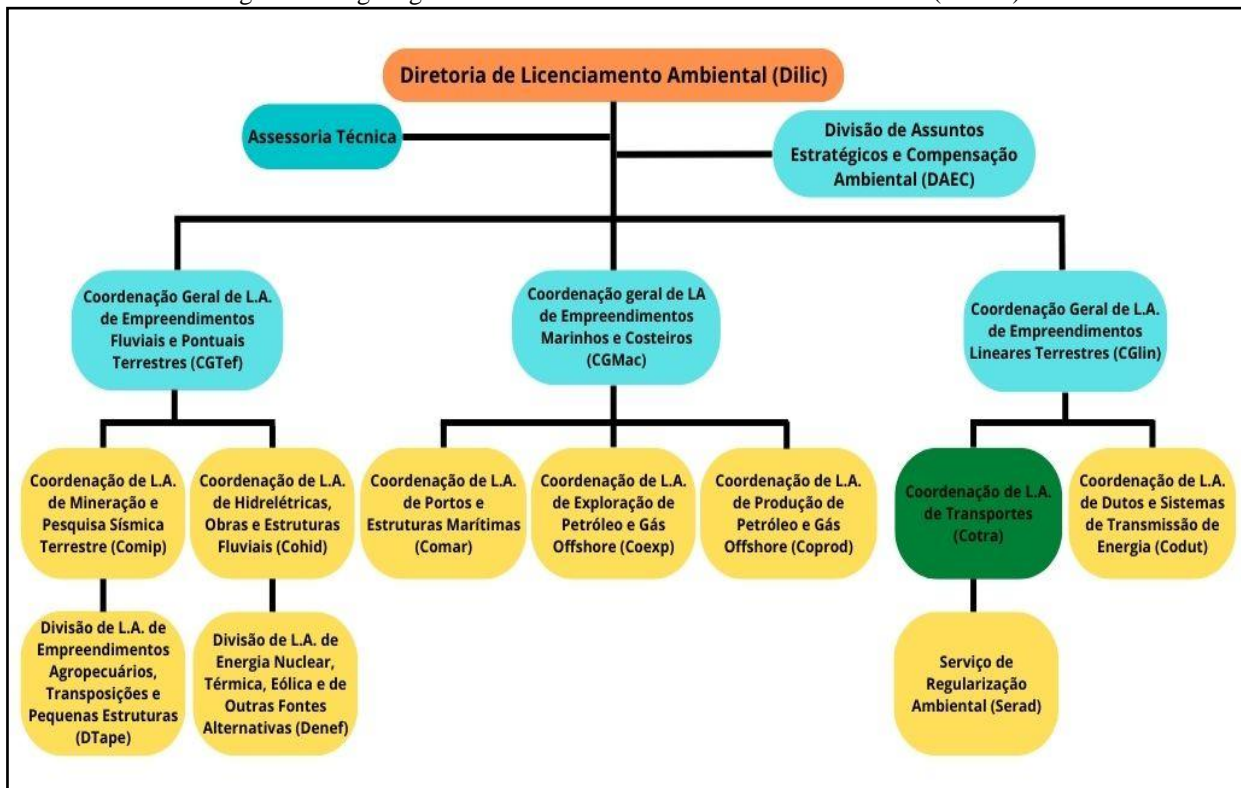 Diretoria de Licenciamento Ambiental (Dilic)
Assessoria Técnica
Divisão de Assuntos
Estratégicos e Compensação
Ambiental (DAEC)
Coordenação Geral de L.A.
de Empreendimentos
Fluviais e Pontuais
Terrestres (CGTef)
Coordenação geral de LA
de Empreendimentos
Marinhos e Costeiros
(CGMac)
Coordenação Geral de L.A.
de Empreendimentos
Lineares Terrestres (CGlin)
Coordenação de L.A.
de Mineração e
Pesquisa Sísmica
Terrestre (Comip)
Coordenação de L.A.
de Hidrelétricas,
Obras e Estruturas
Fluviais (Cohid)
Coordenação de L.A.
de Portos e
Estruturas Marítimas
(Comar)
Coordenação de L.A.
de Exploração de
Petróleo e Gás
Offshore (Coexp)
Coordenação de L.A.
de Produção de
Petróleo e Gás
Offshore (Coprod)
Coordenação de L.A.
de Transportes
(Cotra)
Coordenação de L.A.
de Dutos e Sistemas
de Transmissão de
Energia (Codut)
Divisão de L.A. de
Empreendimentos
Agropecuários,
Transposições e
Pequenas Estruturas
(DTape)
Divisão de L.A. de
Energia Nuclear,
Térmica, Eólica e de
Outras Fontes
Alternativas (Denef)
Serviço de
Regularização
Ambiental (Serad)